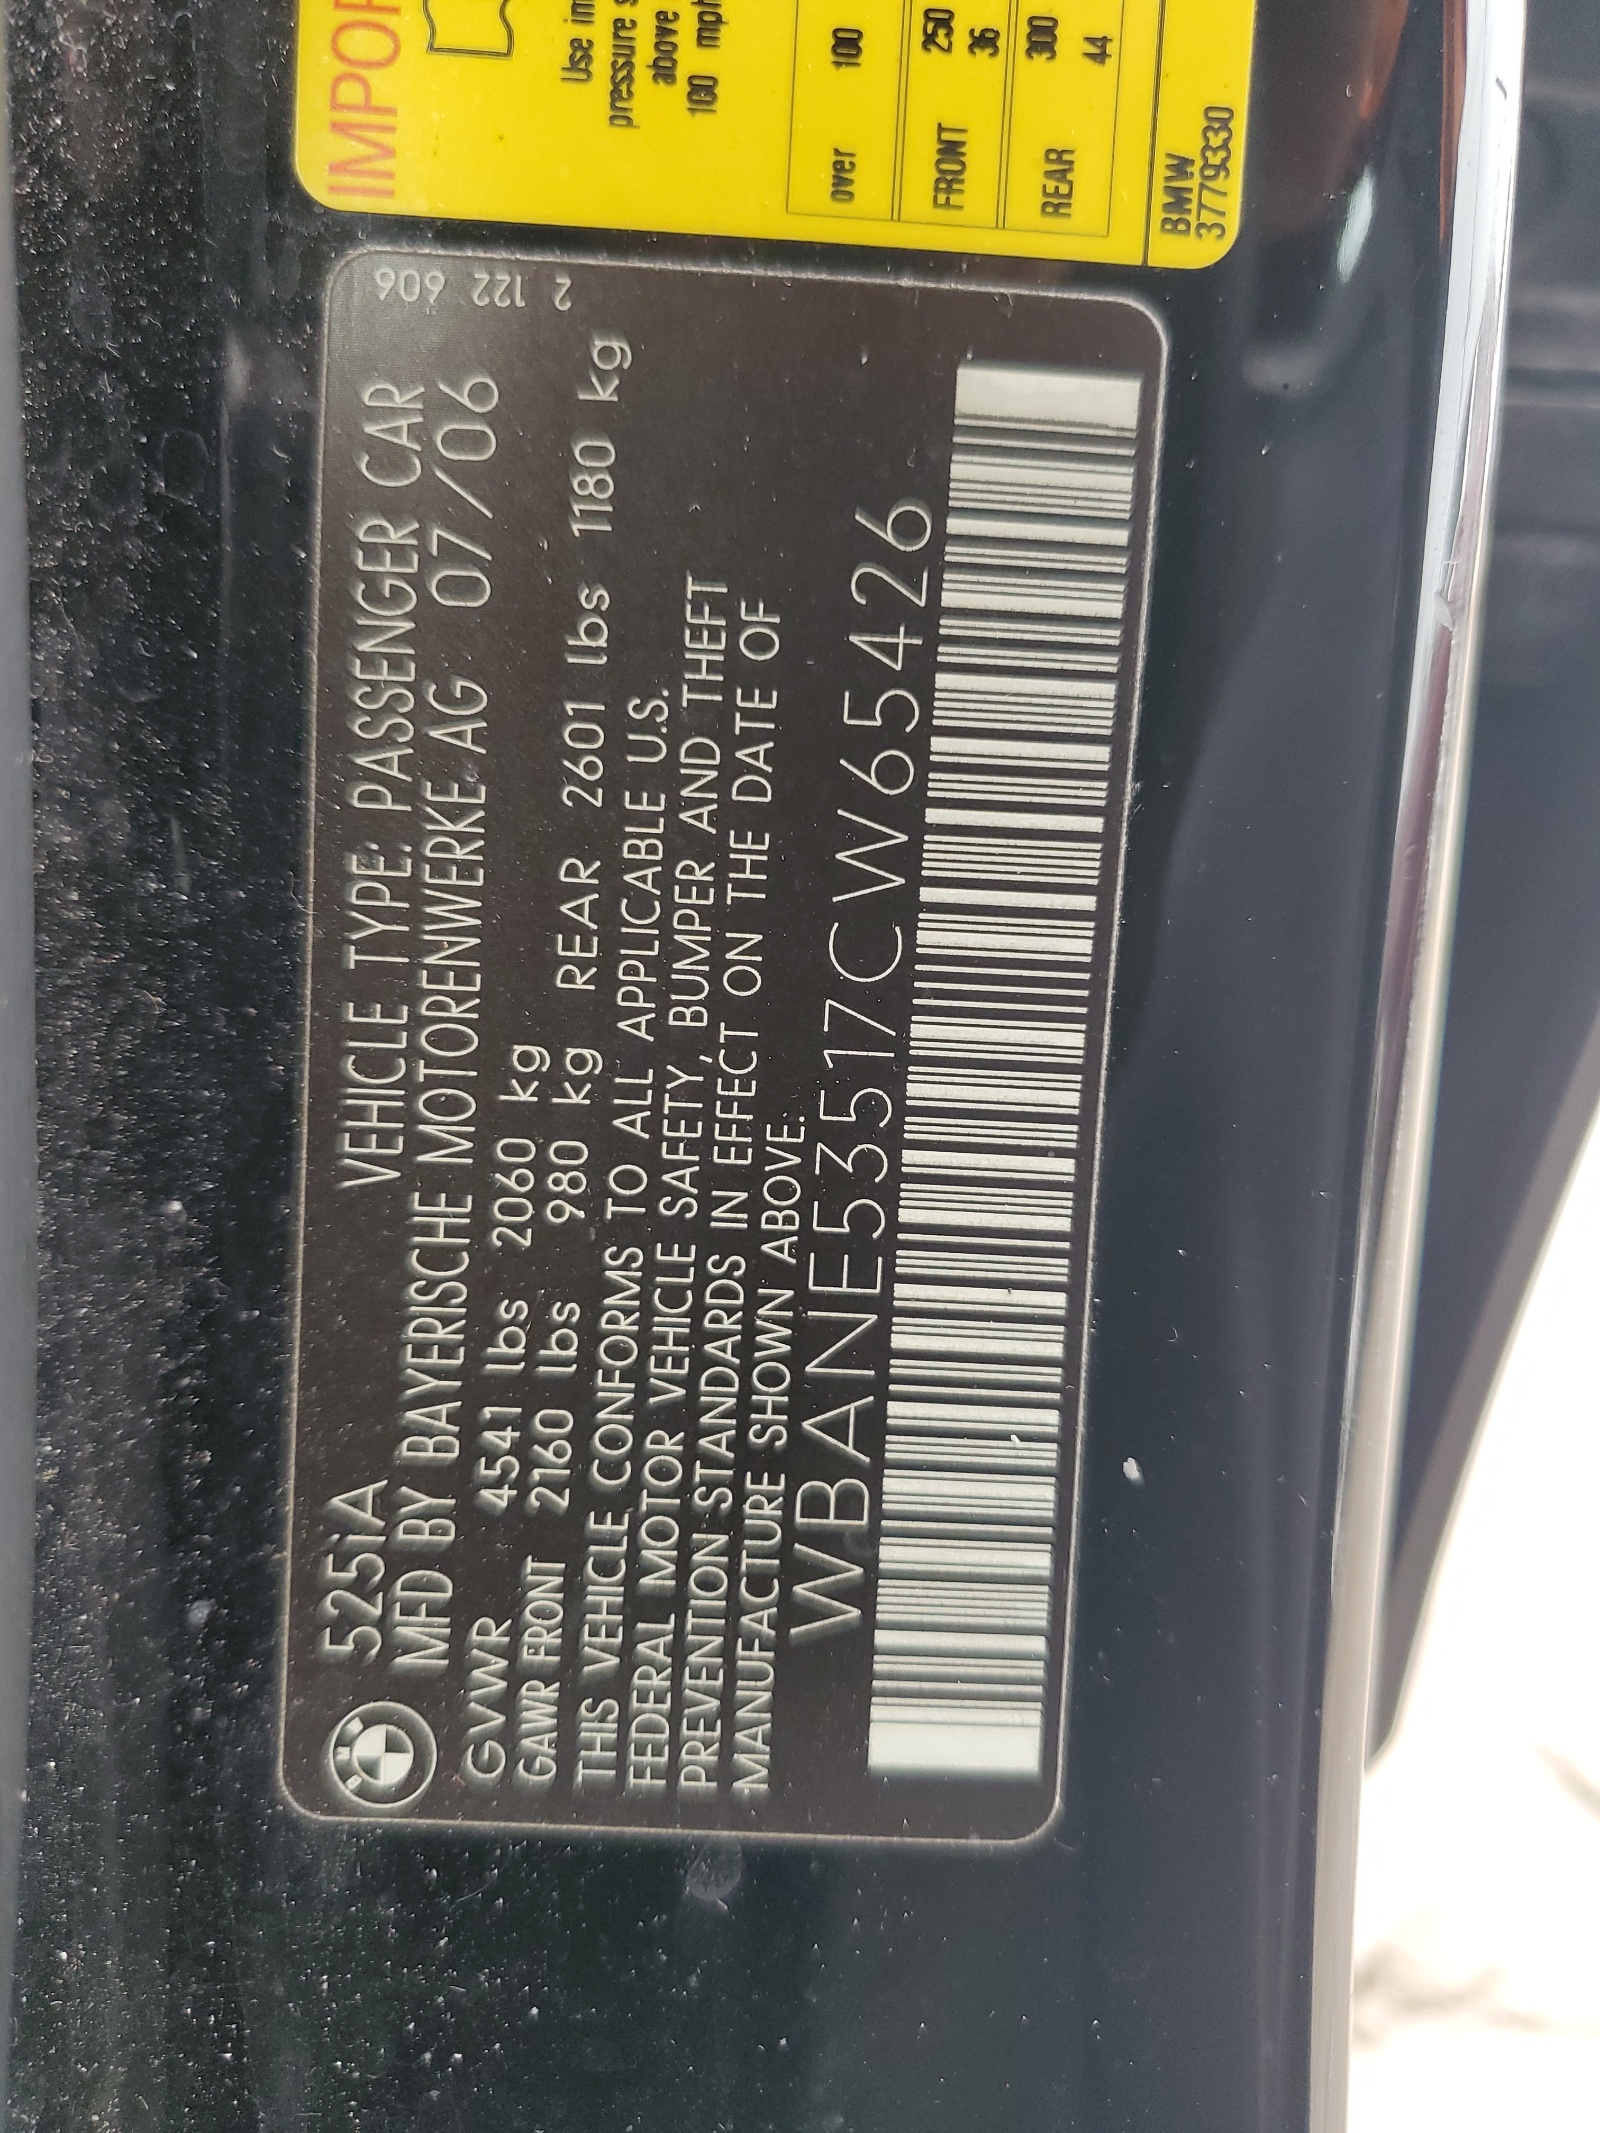 525iA VEHICLE TYPE: PASSENGER CAR
MFD BY BAYERISCHE MOTORENWERKE AG 07/06
GVWR 4541 lbs 2060 kg
GAWR FRONT 2160 lbs 980 kg REAR 2601 lbs 1180 kg
THIS VEHICLE CONFORMS TO ALL APPLICABLE U.S.
FEDERAL MOTOR VEHICLE SAFETY, BUMPER AND THEFT
PREVENTION STANDARDS IN EFFECT ON THE DATE OF
MANUFACTURE SHOWN ABOVE.
WBANE53517CW65426
2 122 606
Use
pressure
above
100 mph
over 100
FRONT 250
36
REAR 300
44
BMW
37779330